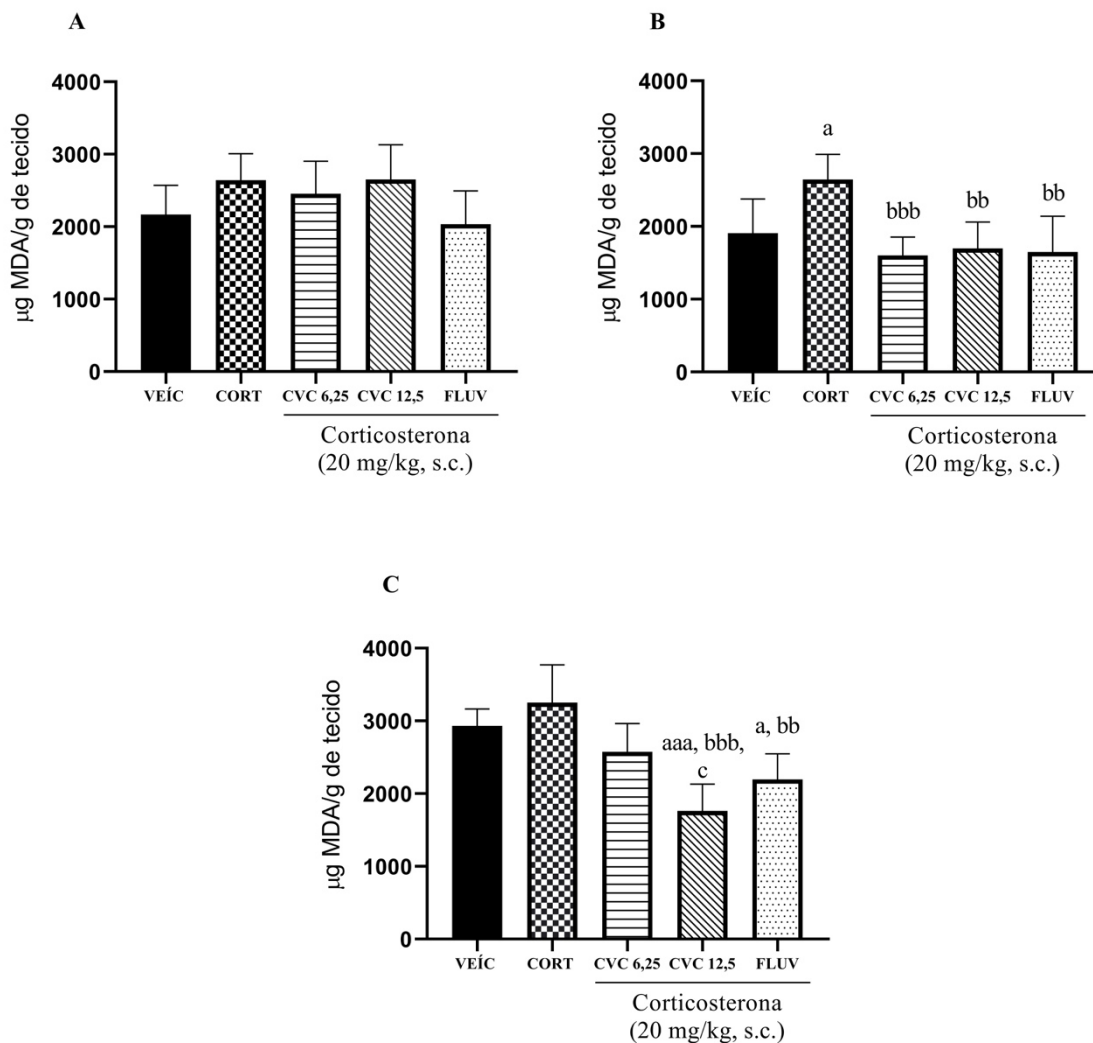 A
µg MDA/g de tecido
4000
3000
2000
1000
0
VEÍC CORT CVC 6,25 CVC 12,5 FLUV
Corticosterona
(20 mg/kg, s.c.)
B
µg MDA/g de tecido
4000
3000
2000
1000
0
a
bbb
bb
bb
VEÍC CORT CVC 6,25 CVC 12,5 FLUV
Corticosterona
(20 mg/kg, s.c.)
C
µg MDA/g de tecido
4000
3000
2000
1000
0
aaa, bbb,
c
a, bb
VEÍC CORT CVC 6,25 CVC 12,5 FLUV
Corticosterona
(20 mg/kg, s.c.)